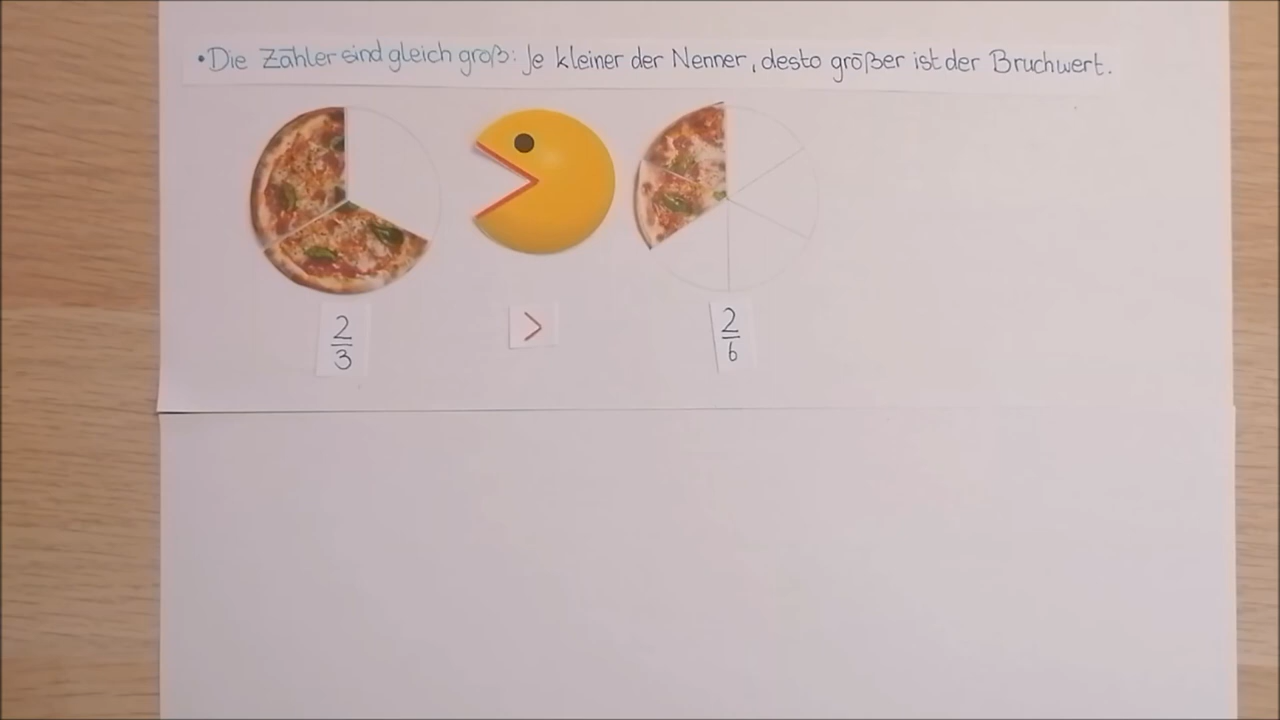 •Die Zähler sind gleich groß: Je kleiner der Nenner, desto größer ist der Bruchwert.
2/3 > 2/6